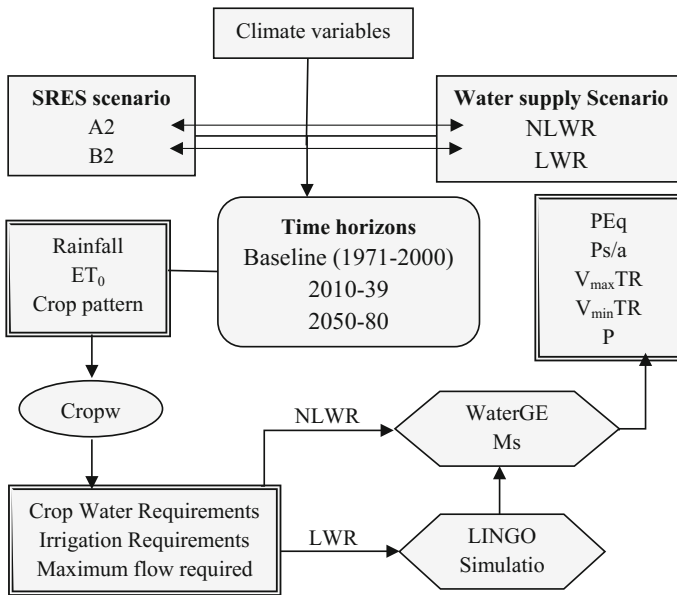 Climate variables
SRES scenario
A2
B2
Water supply Scenario
NLWR
LWR
Time horizons
Baseline (1971-2000)
2010-39
2050-80
Rainfall
ET₀
Crop pattern
PEq
Ps/a
VₘₐₓTR
VₘᵢₙTR
P
Cropw
NLWR
WaterGE
Ms
Crop Water Requirements
Irrigation Requirements
Maximum flow required
LWR
LINGO
Simulatio